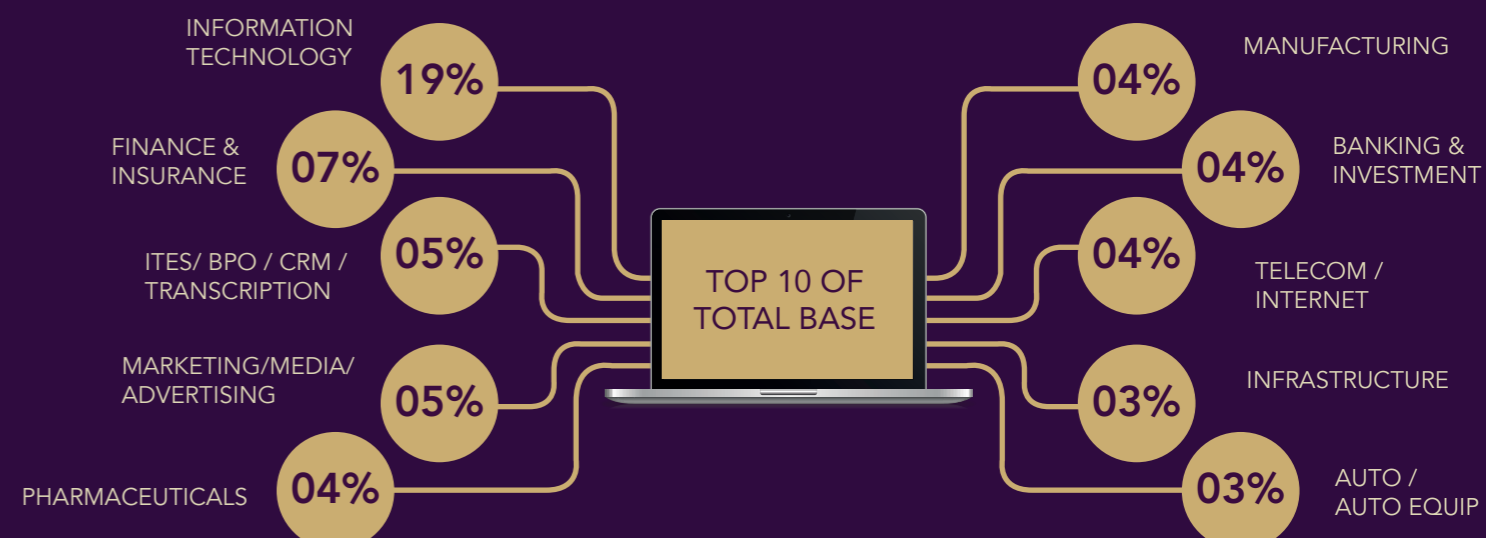 INFORMATION
TECHNOLOGY
19%
FINANCE &
INSURANCE
07%
ITES/ BPO / CRM /
TRANSCRIPTION
05%
MARKETING/MEDIA/
ADVERTISING
05%
PHARMACEUTICALS
04%
TOP 10 OF
TOTAL BASE
04%
MANUFACTURING
04%
BANKING &
INVESTMENT
04%
TELECOM /
INTERNET
03%
INFRASTRUCTURE
03%
AUTO /
AUTO EQUIP